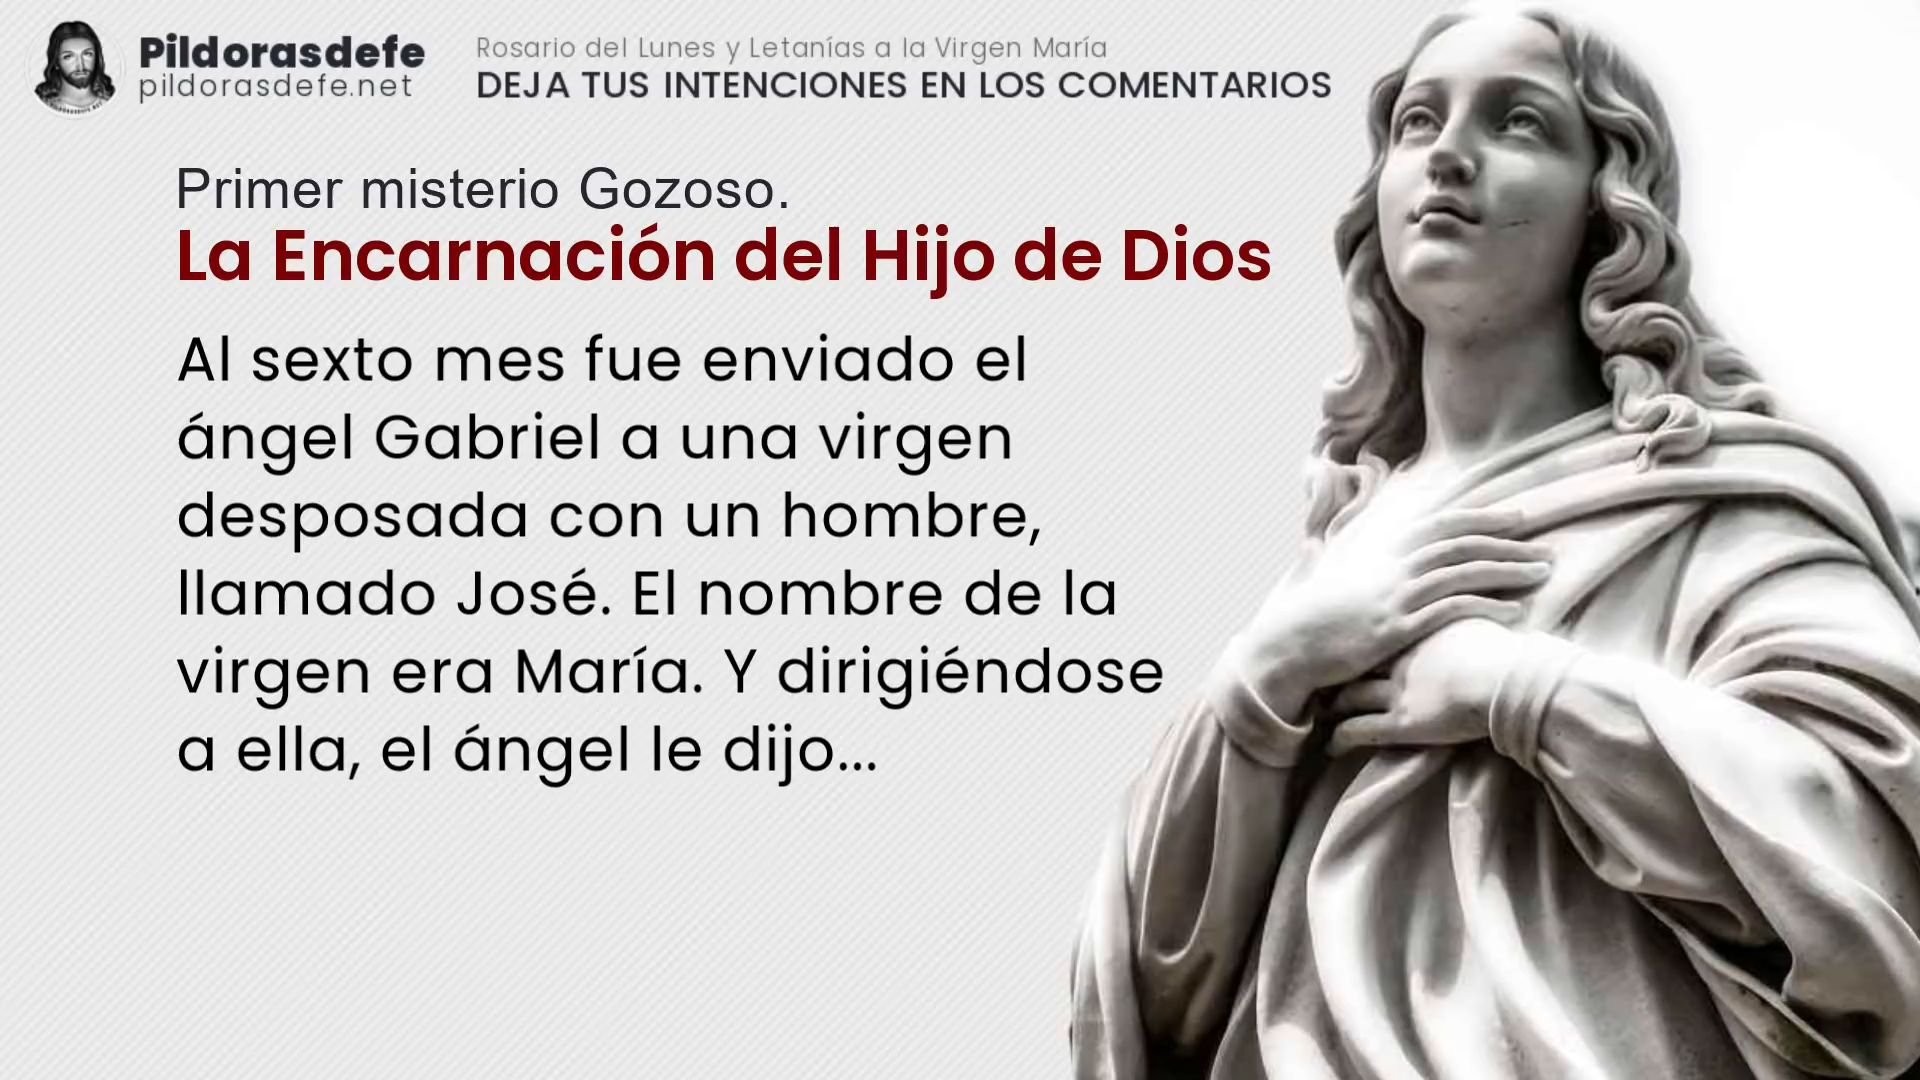 Pildorasdefe
pildorasdefe.net
Rosario del Lunes y Letanías a la Virgen María
DEJA TUS INTENCIONES EN LOS COMENTARIOS
Primer misterio Gozoso.
La Encarnación del Hijo de Dios
Al sexto mes fue enviado el
ángel Gabriel a una virgen
desposada con un hombre,
llamado José. El nombre de la
virgen era María. Y dirigiéndose
a ella, el ángel le dijo...